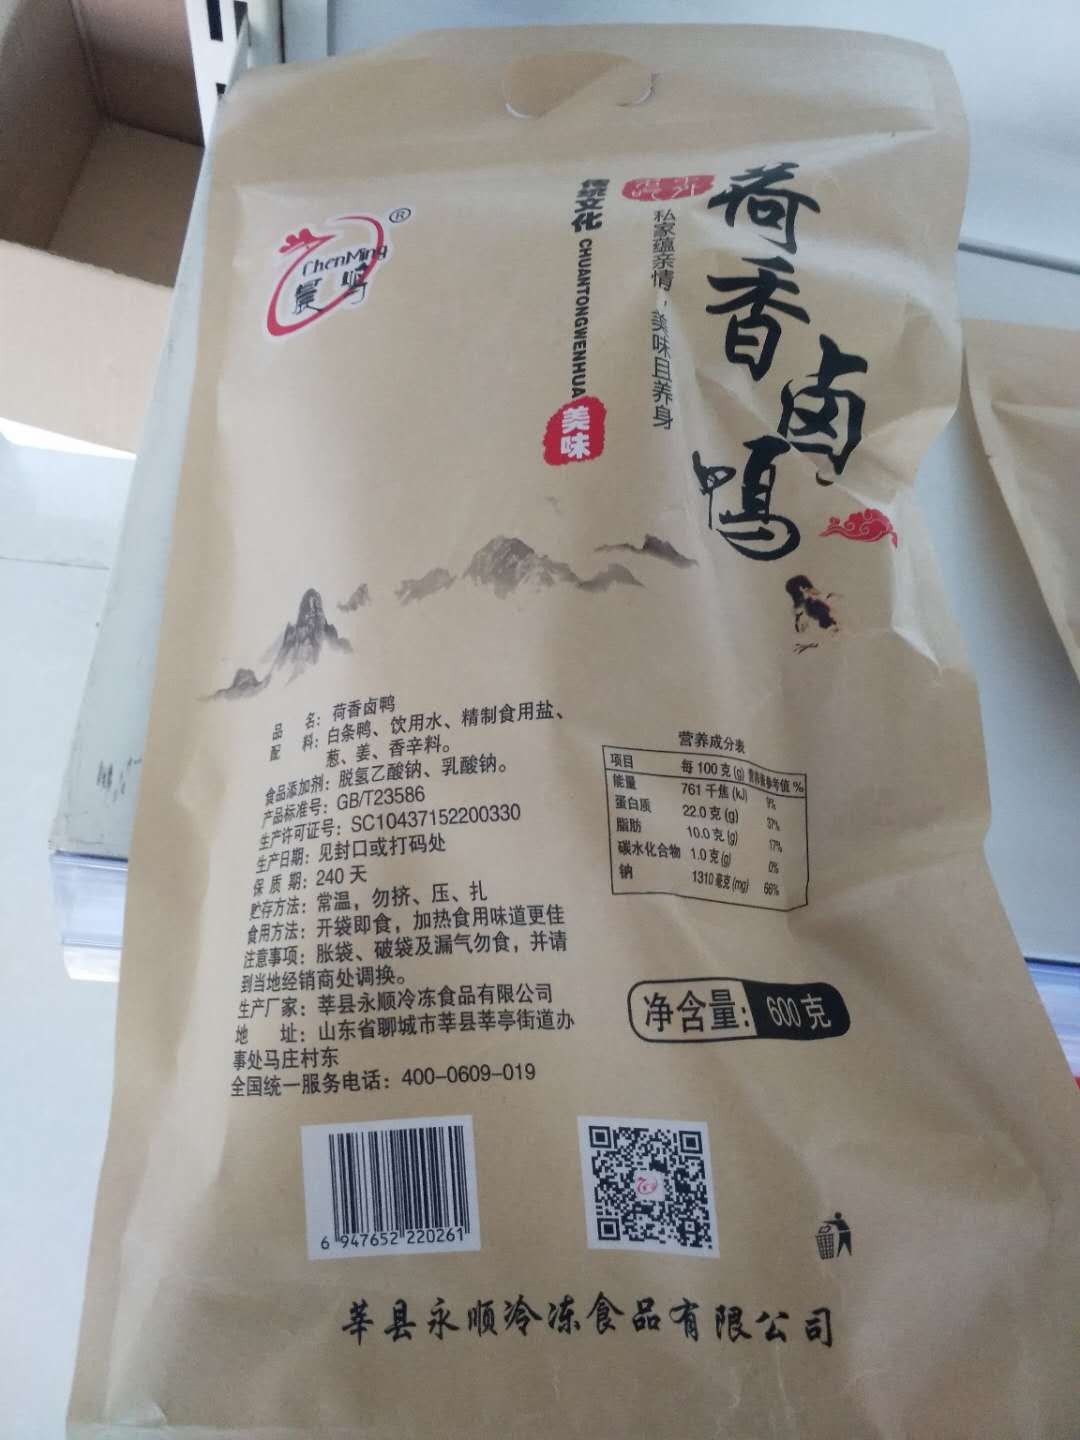 荷香卤鸭
私家蕴亲情，美味且养身
传统文化 CHUANTONGWENHUA
美味
ChenMing®
晨鸣
品 名：荷香卤鸭
配 料：白条鸭、饮用水、精制食用盐、
葱、姜、香辛料。
食品添加剂：脱氢乙酸钠、乳酸钠。
产品标准号：GB/T23586
生产许可证号：SC10437152200330
生产日期：见封口或打码处
保 质 期：240 天
贮存方法：常温，勿挤、压、扎
食用方法：开袋即食，加热食用味道更佳
注意事项：胀袋、破袋及漏气勿食，并请
到当地经销商处调换。
生产厂家：莘县永顺冷冻食品有限公司
地 址：山东省聊城市莘县莘亭街道办
事处马庄村东
全国统一服务电话：400-0609-019
营养成分表
项目 每 100 克 (g) 营养素参考值 %
能量 761 千焦 (kJ) 9%
蛋白质 22.0 克 (g) 37%
脂肪 10.0 克 (g) 17%
碳水化合物 1.0 克 (g) 0%
钠 1310 毫克 (mg) 66%
净含量：600 克
6 947652 220261
莘县永顺冷冻食品有限公司